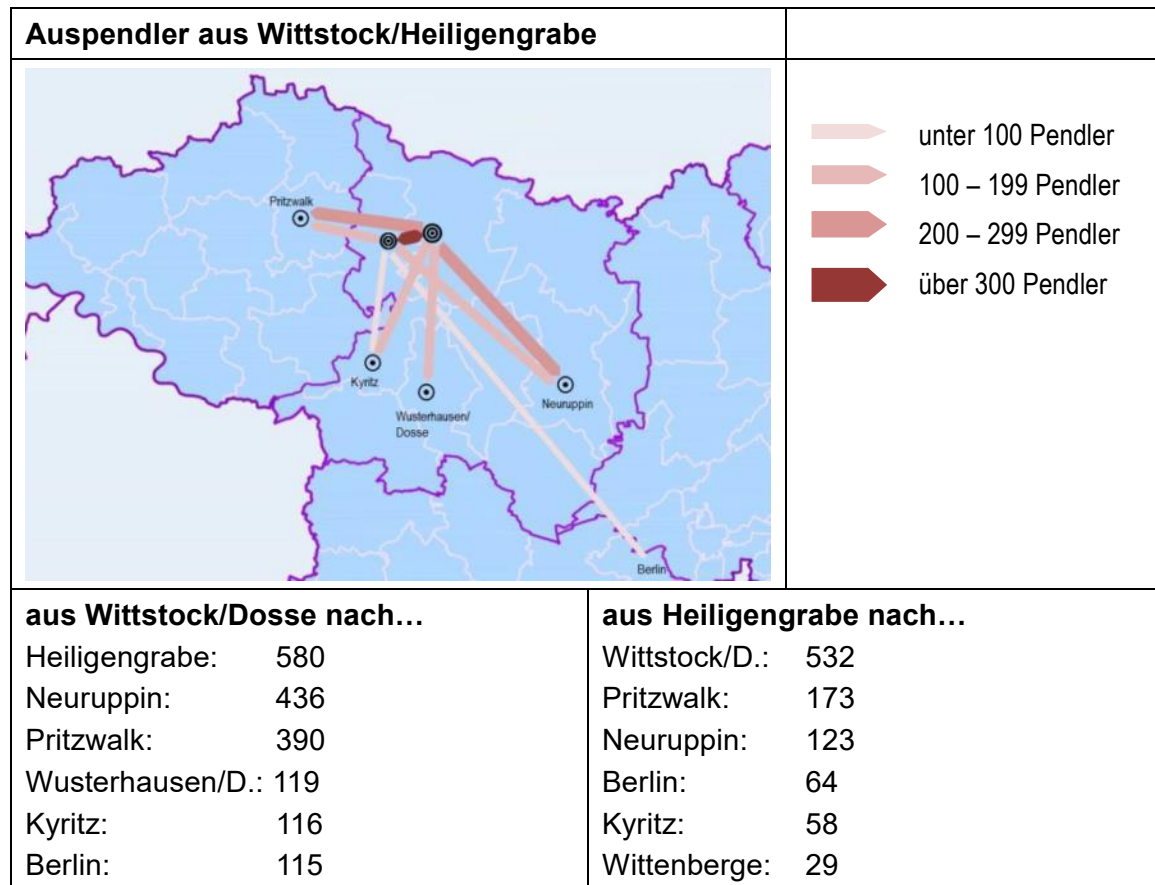 Auspendler aus Wittstock/Heiligengrabe
Pritzwalk
Kyritz
Wusterhausen/
Dosse
Neuruppin
Berlin
unter 100 Pendler
100 – 199 Pendler
200 – 299 Pendler
über 300 Pendler
aus Wittstock/Dosse nach…
Heiligengrabe: 580
Neuruppin: 436
Pritzwalk: 390
Wusterhausen/D.: 119
Kyritz: 116
Berlin: 115
aus Heiligengrabe nach…
Wittstock/D.: 532
Pritzwalk: 173
Neuruppin: 123
Berlin: 64
Kyritz: 58
Wittenberge: 29